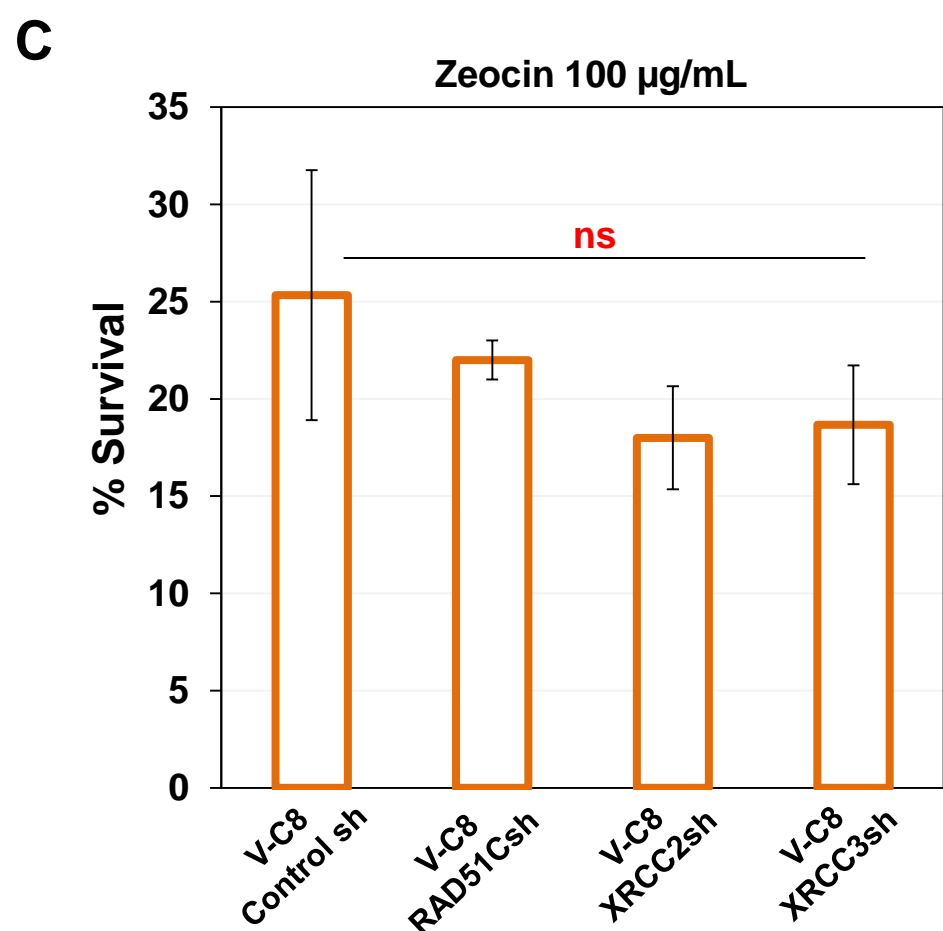 C
Zeocin 100 µg/mL
35
30
25
20
15
10
5
0
% Survival
ns
V-C8
Control sh
V-C8
RAD51Csh
V-C8
XRCC2sh
V-C8
XRCC3sh